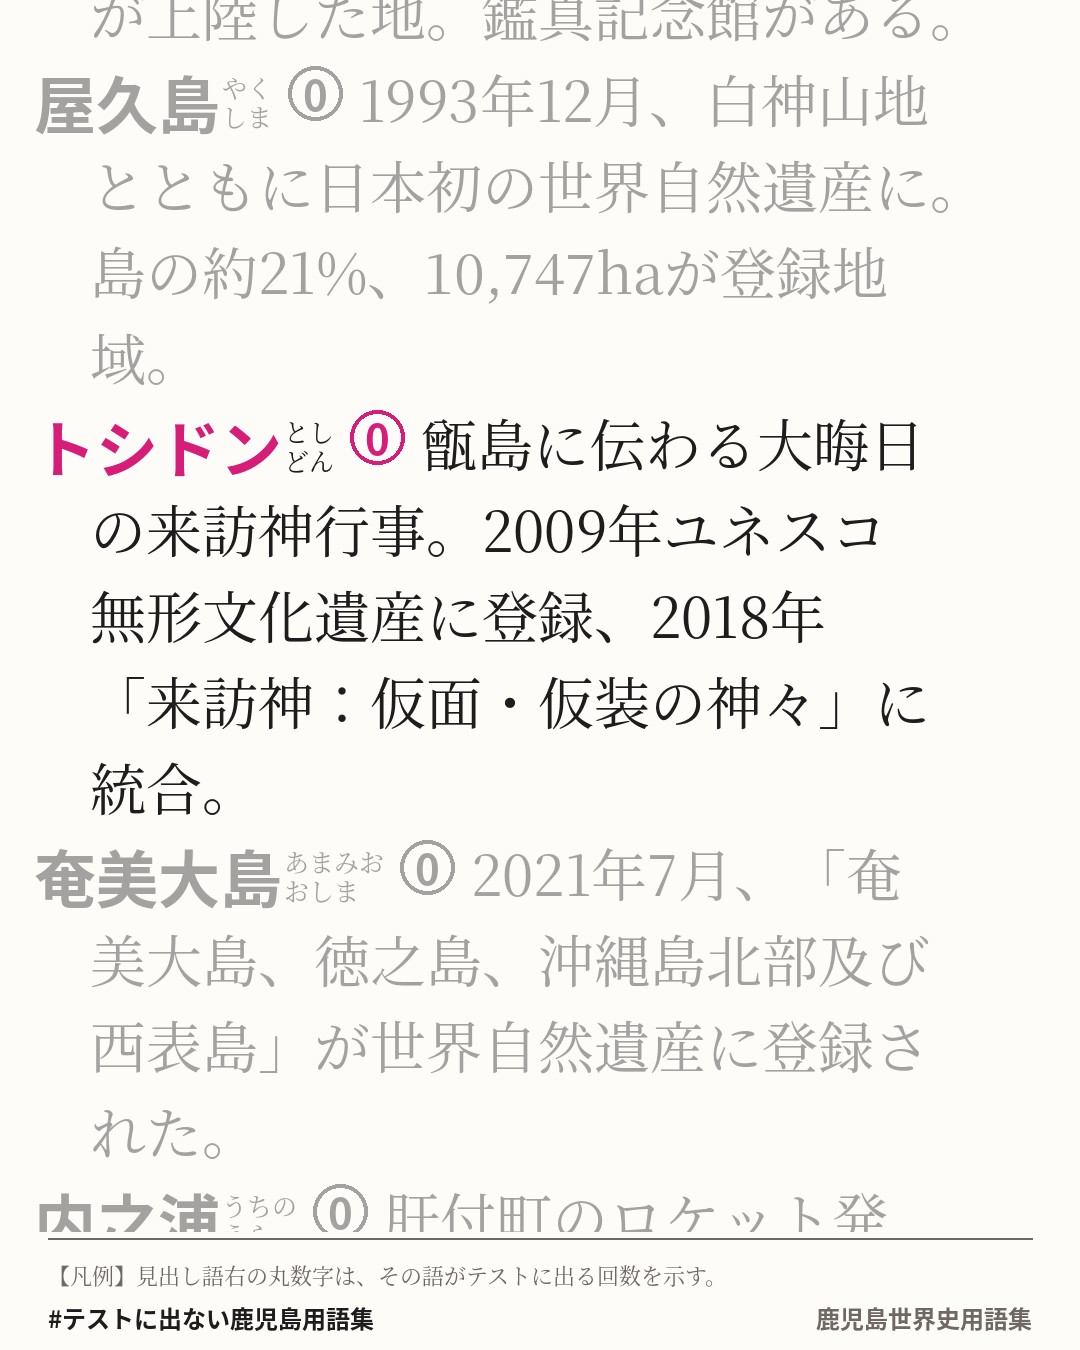 が上陸した地。鑑真記念館がある。
屋久島 やくしま ⓪ 1993年12月、白神山地
とともに日本初の世界自然遺産に。
島の約21%、10,747haが登録地
域。
トシドン としどん ⓪ 甑島に伝わる大晦日
の来訪神行事。2009年ユネスコ
無形文化遺産に登録、2018年
「来訪神：仮面・仮装の神々」に
統合。
奄美大島 あまみおおしま ⓪ 2021年7月、「奄
美大島、徳之島、沖縄島北部及び
西表島」が世界自然遺産に登録さ
れた。
内之浦 うちのうら ⓪ 肝付町のロケット発
【凡例】見出し語右の丸数字は、その語がテストに出る回数を示す。
#テストに出ない鹿児島用語集
鹿児島世界史用語集